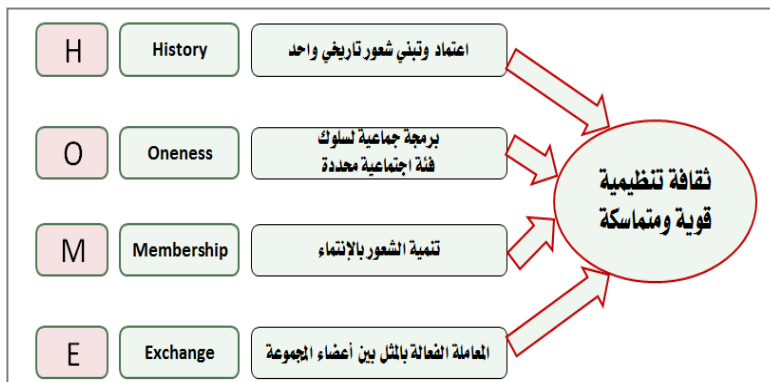 H
History
اعتماد وتبني شعور تاريخي واحد
O
Oneness
برمجة جماعية لسلوك
فئة اجتماعية محددة
M
Membership
تنمية الشعور بالإنتماء
E
Exchange
المعاملة الفعالة بالمثل بين أعضاء المجموعة
ثقافة تنظيمية
قوية ومتماسكة